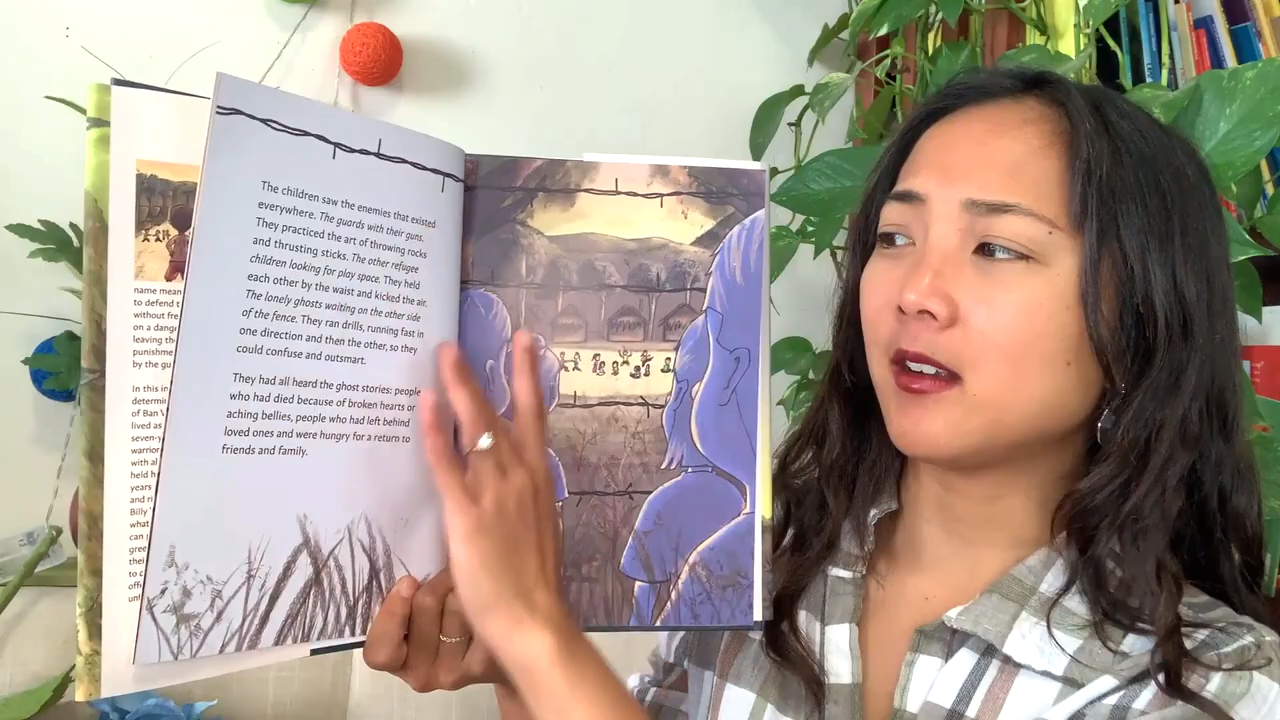 name mean
to defend t
without fre
on a dang
leaving th
punishme
by the gu
In this in
determin
of Ban V
lived as
seven-y
warrior
with al
held h
years
and ri
Billy
what
can
gree
thei
to c
offi
unf
The children saw the enemies that existed
everywhere. The guards with their guns.
They practiced the art of throwing rocks
and thrusting sticks. The other refugee
children looking for play space. They held
each other by the waist and kicked the air.
The lonely ghosts waiting on the other side
of the fence. They ran drills, running fast in
one direction and then the other, so they
could confuse and outsmart.
They had all heard the ghost stories: people
who had died because of broken hearts or
aching bellies, people who had left behind
loved ones and were hungry for a return to
friends and family.